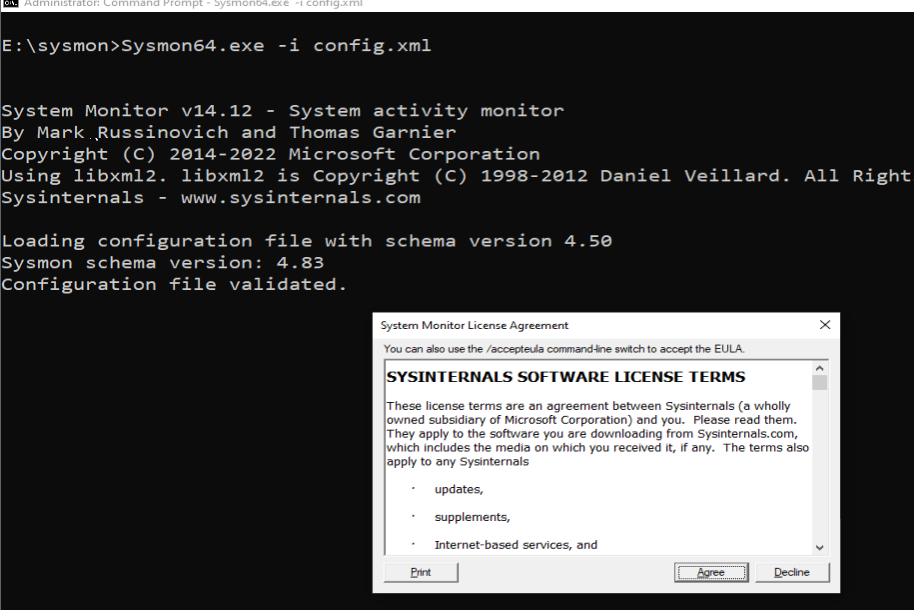 Administrator: Command Prompt - Sysmon64.exe -i config.xml
E:\sysmon>Sysmon64.exe -i config.xml
System Monitor v14.12 - System activity monitor
By Mark Russinovich and Thomas Garnier
Copyright (C) 2014-2022 Microsoft Corporation
Using libxml2. libxml2 is Copyright (C) 1998-2012 Daniel Veillard. All Right
Sysinternals - www.sysinternals.com
Loading configuration file with schema version 4.50
Sysmon schema version: 4.83
Configuration file validated.
System Monitor License Agreement
You can also use the /accepteula command-line switch to accept the EULA.
SYSINTERNALS SOFTWARE LICENSE TERMS
These license terms are an agreement between Sysinternals (a wholly
owned subsidiary of Microsoft Corporation) and you. Please read them.
They apply to the software you are downloading from Sysinternals.com,
which includes the media on which you received it, if any. The terms also
apply to any Sysinternals
· updates,
· supplements,
· Internet-based services, and
Print Agree Decline